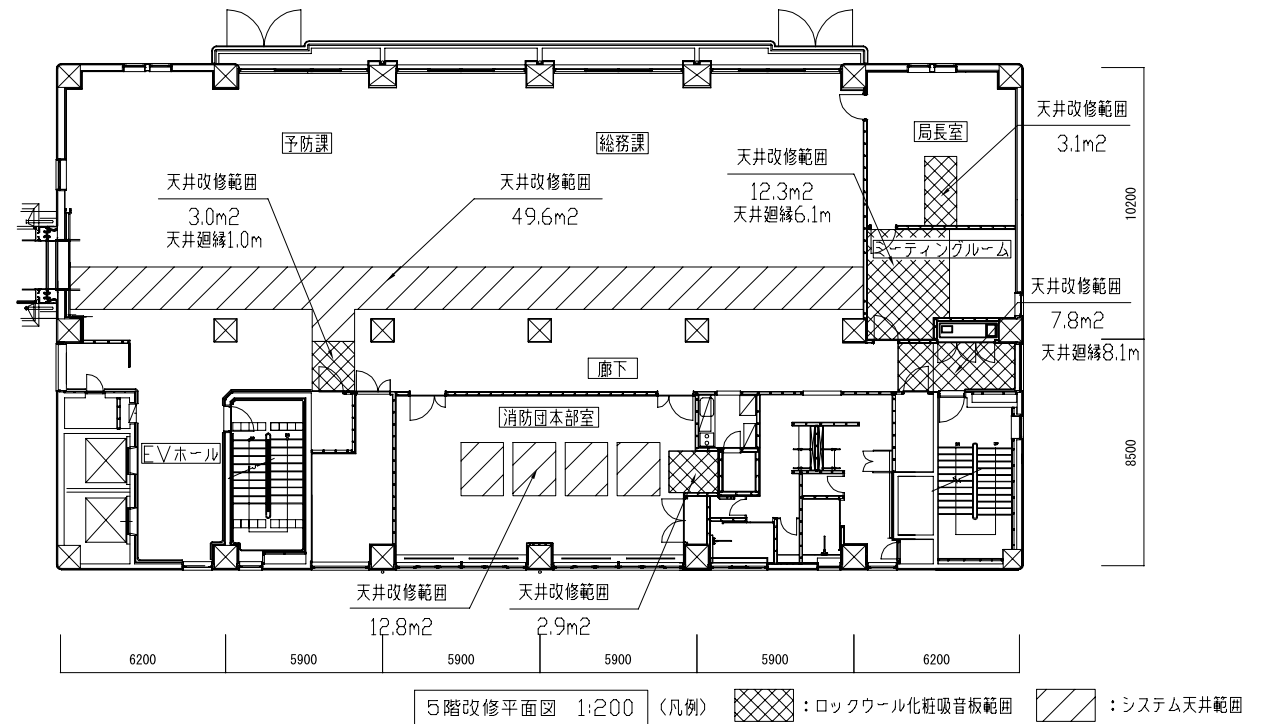 天井改修範囲
3.1m2
局長室
予防課
総務課
天井改修範囲
12.3m2
天井廻縁6.1m
天井改修範囲
3.0m2
天井廻縁1.0m
天井改修範囲
49.6m2
10200
ミーティングルーム
天井改修範囲
7.8m2
天井廻縁8.1m
廊下
消防団本部室
EVホール
8500
天井改修範囲
12.8m2
天井改修範囲
2.9m2
6200
5900
5900
5900
5900
6200
5階改修平面図 1:200 (凡例) :ロックウール化粧吸音板範囲 :システム天井範囲